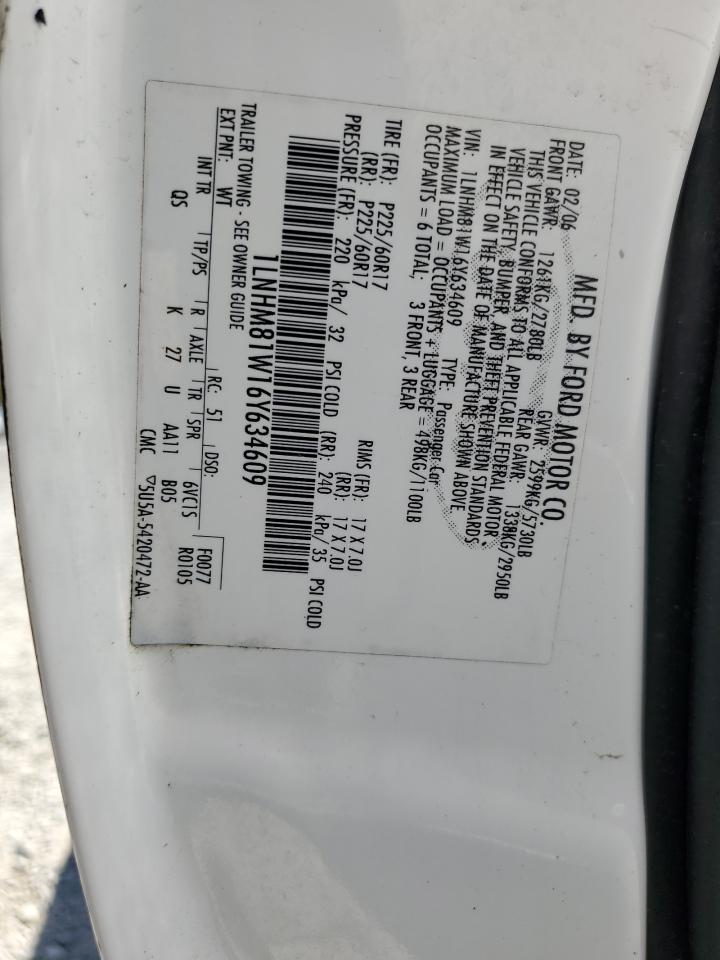 MFD. BY FORD MOTOR CO.
DATE: 02/06 GVWR: 2599KG/5730LB
FRONT GAWR: 1261KG/2780LB REAR GAWR: 1338KG/2950LB
THIS VEHICLE CONFORMS TO ALL APPLICABLE FEDERAL MOTOR
VEHICLE SAFETY, BUMPER, AND THEFT PREVENTION STANDARDS
IN EFFECT ON THE DATE OF MANUFACTURE SHOWN ABOVE.
VIN: 1LNHM81W16Y634609 TYPE: Passenger Car
MAXIMUM LOAD = OCCUPANTS + LUGGAGE = 498KG/1100LB
OCCUPANTS = 6 TOTAL; 3 FRONT, 3 REAR
TIRE (FR): P225/60R17 RIMS (FR): 17 X 7.0J
(RR): P225/60R17 (RR): 17 X 7.0J
PRESSURE (FR): 220 kPa/ 32 PSI COLD (RR): 240 kPa/ 35 PSI COLD
1LNHM81W16Y634609
TRAILER TOWING - SEE OWNER GUIDE
EXT PNT: WT RC: 51 DSO:
INT TR TP/PS R AXLE TR SPR 6VC1S F0077
QS K 27 U AA11 B05 R0105
CMC ▽5U5A-5420472-AA